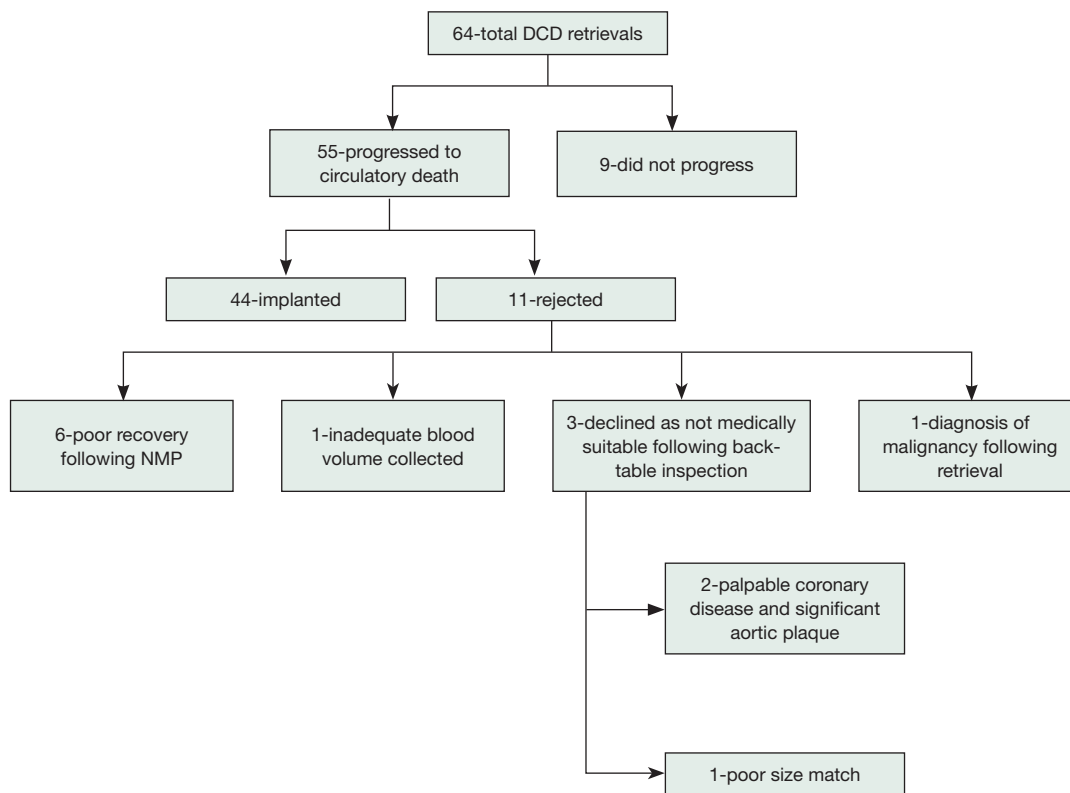 64-total DCD retrievals
55-progressed to
circulatory death
9-did not progress
44-implanted
11-rejected
6-poor recovery
following NMP
1-inadequate blood
volume collected
3-declined as not medically
suitable following back-
table inspection
1-diagnosis of
malignancy following
retrieval
2-palpable coronary
disease and significant
aortic plaque
1-poor size match